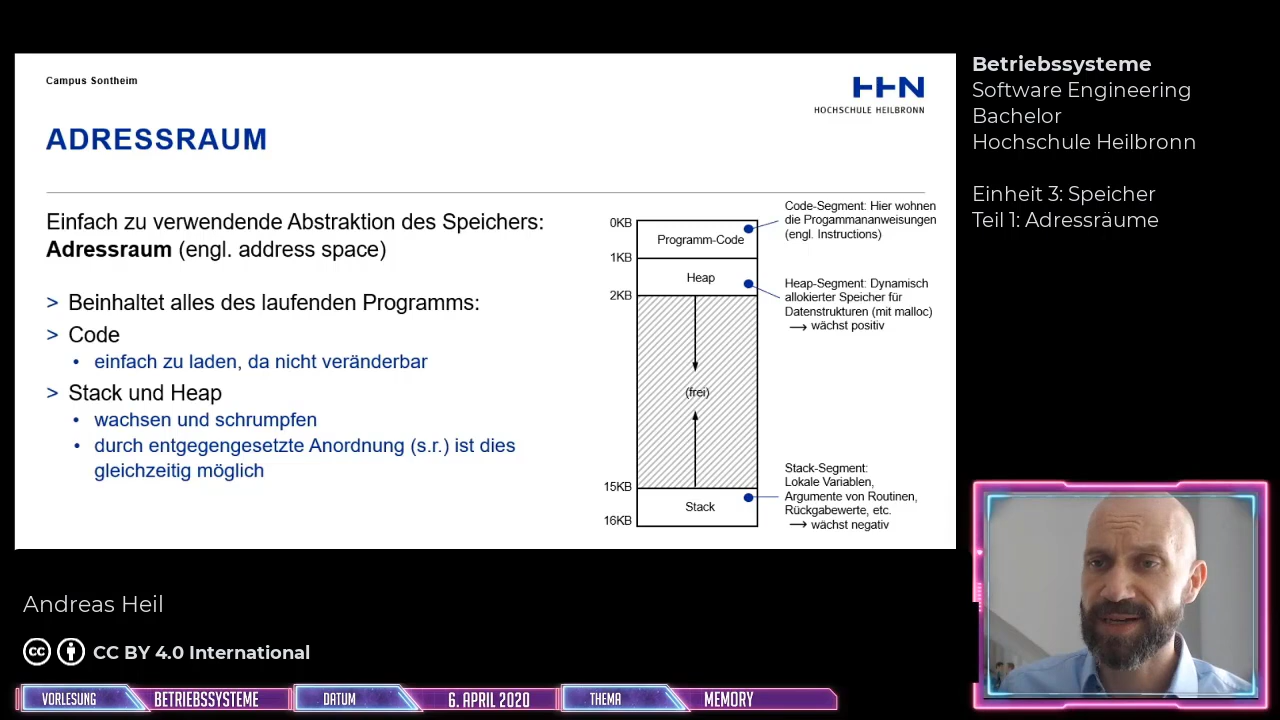 Campus Sontheim
HHN
HOCHSCHULE HEILBRONN
ADRESSRAUM
Einfach zu verwendende Abstraktion des Speichers:
Adressraum (engl. address space)
> Beinhaltet alles des laufenden Programms:
> Code
• einfach zu laden, da nicht veränderbar
> Stack und Heap
• wachsen und schrumpfen
• durch entgegengesetzte Anordnung (s.r.) ist dies
gleichzeitig möglich
0KB
Programm-Code
1KB
Heap
2KB
(frei)
15KB
Stack
16KB
Code-Segment: Hier wohnen
die Progammananweisungen
(engl. Instructions)
Heap-Segment: Dynamisch
allokierter Speicher für
Datenstrukturen (mit malloc)
→ wächst positiv
Stack-Segment:
Lokale Variablen,
Argumente von Routinen,
Rückgabewerte, etc.
→ wächst negativ
Betriebssysteme
Software Engineering
Bachelor
Hochschule Heilbronn
Einheit 3: Speicher
Teil 1: Adressräume
Andreas Heil
cc
CC BY 4.0 International
VORLESUNG BETRIEBSSYSTEME DATUM 6. APRIL 2020 THEMA MEMORY